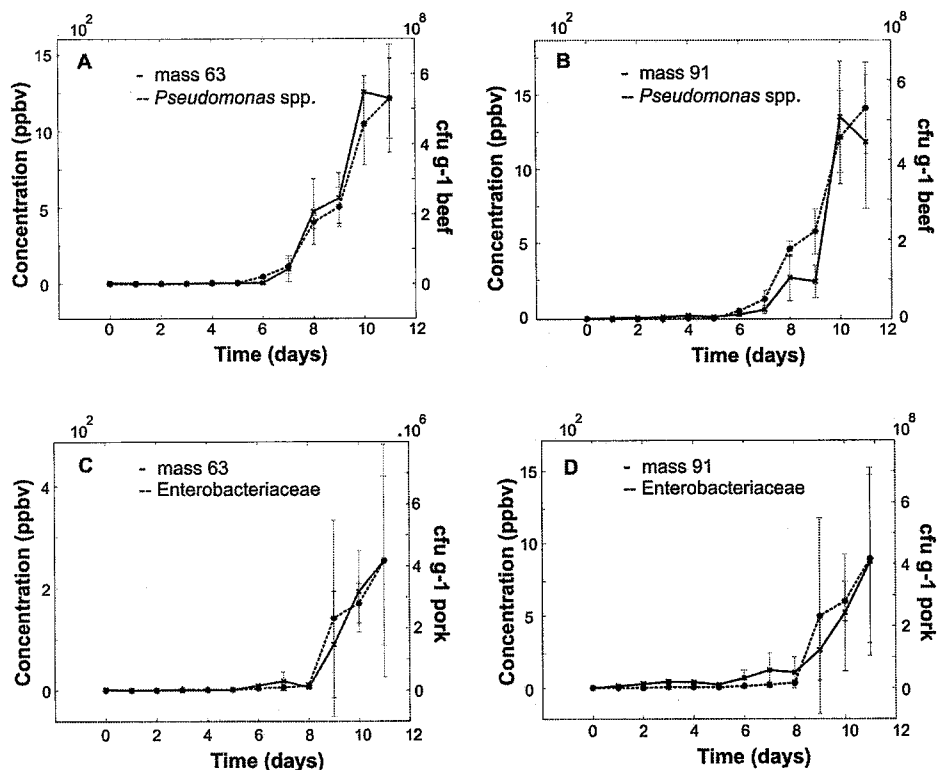 10²
10⁸
A
mass 63
Pseudomonas spp.
15
10
5
0
Concentration (ppbv)
6
4
2
0
cfu g-1 beef
0 2 4 6 8 10 12
Time (days)
10²
10⁸
B
mass 91
Pseudomonas spp.
15
10
5
0
Concentration (ppbv)
6
4
2
0
cfu g-1 beef
0 2 4 6 8 10 12
Time (days)
10²
.10⁶
C
mass 63
Enterobacteriaceae
4
2
0
Concentration (ppbv)
6
4
2
0
cfu g-1 pork
0 2 4 6 8 10 12
Time (days)
10²
10⁸
D
mass 91
Enterobacteriaceae
15
10
5
0
Concentration (ppbv)
6
4
2
0
cfu g-1 pork
0 2 4 6 8 10 12
Time (days)